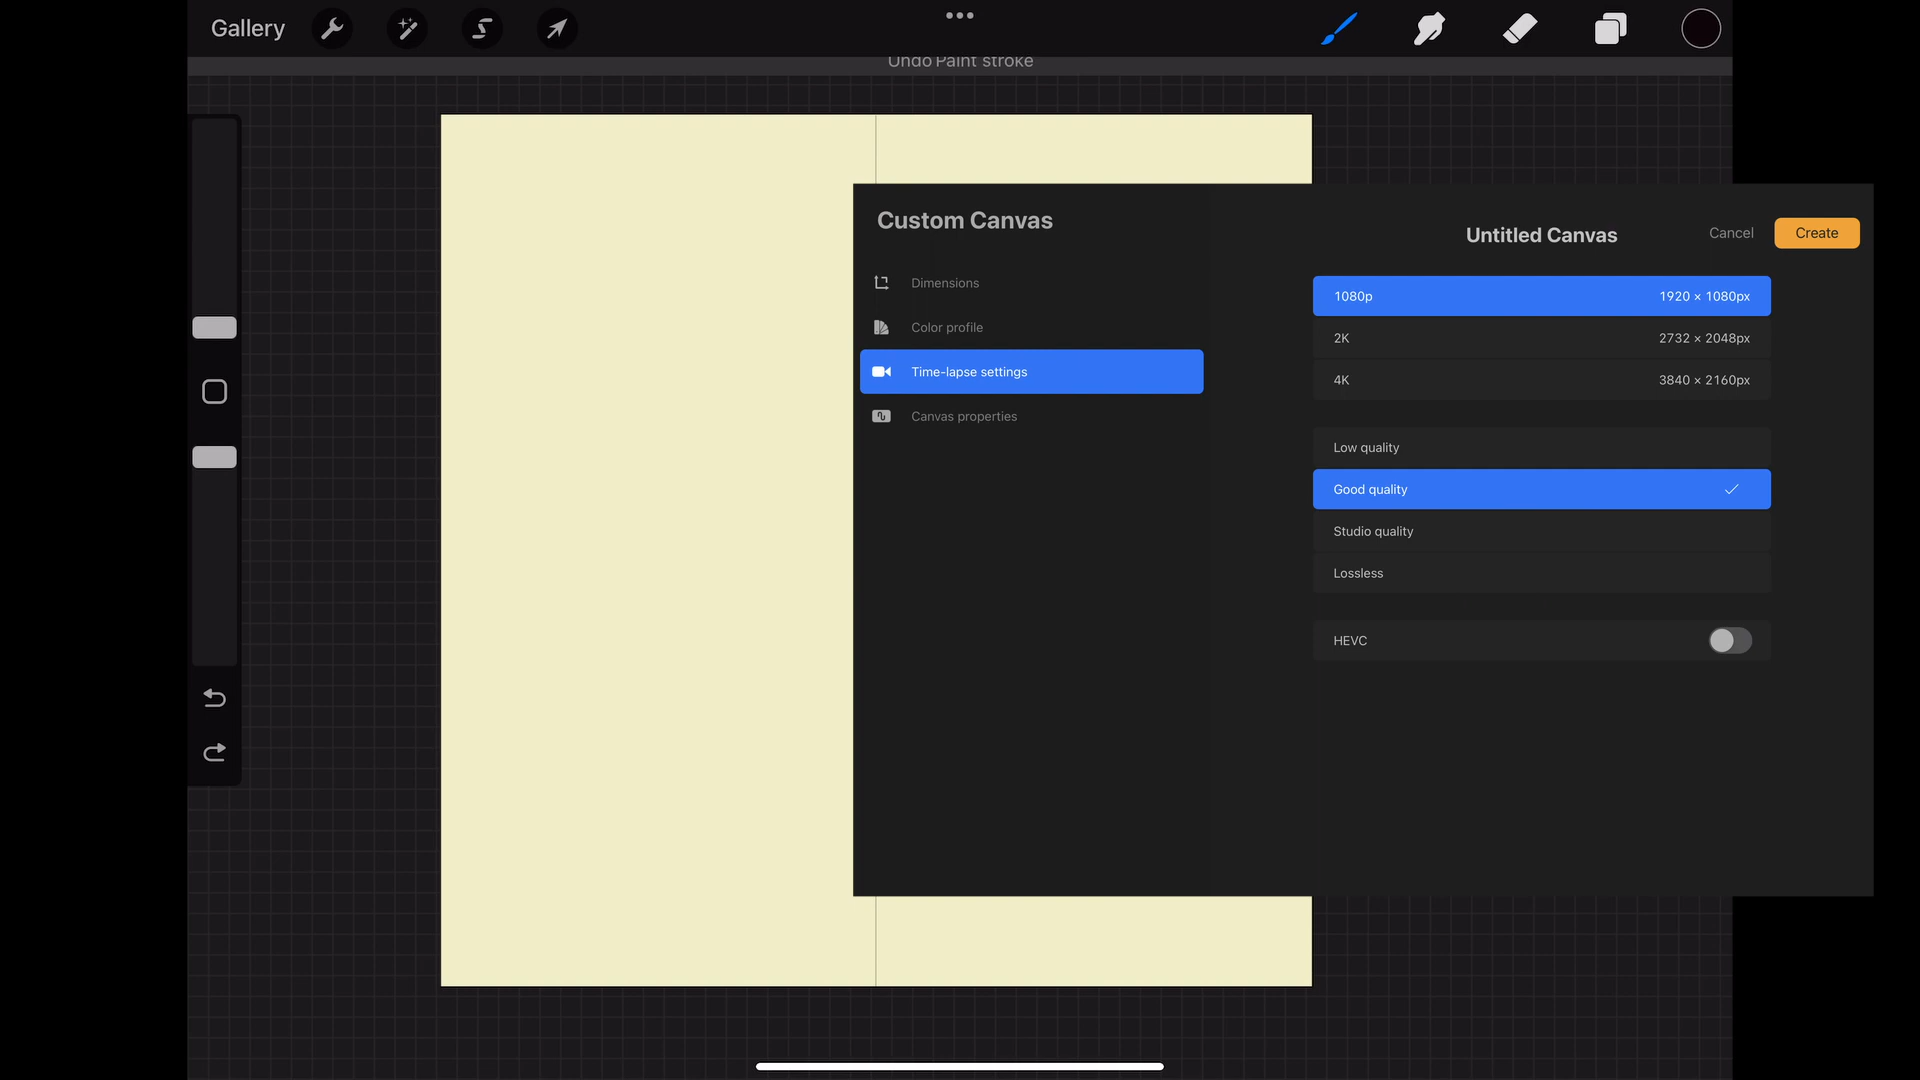 Gallery
Undo Paint stroke
Custom Canvas
Dimensions
Color profile
Time-lapse settings
Canvas properties
Untitled Canvas
Cancel
Create
1080p 1920 × 1080px
2K 2732 × 2048px
4K 3840 × 2160px
Low quality
Good quality
Studio quality
Lossless
HEVC